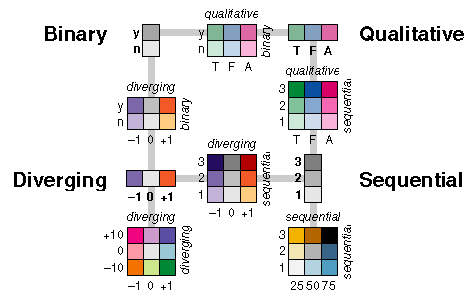 qualitative
Binary
y
n
y
n
binary
T F A
T F A
Qualitative
diverging
y
n
binary
−1 0 +1
qualitative
3
2
1
sequential
T F A
Diverging
−1 0 +1
diverging
3
2
1
sequential
−1 0 +1
3
2
1
Sequential
diverging
+10
0
−10
diverging
−1 0 +1
sequential
3
2
1
sequential
25 50 75